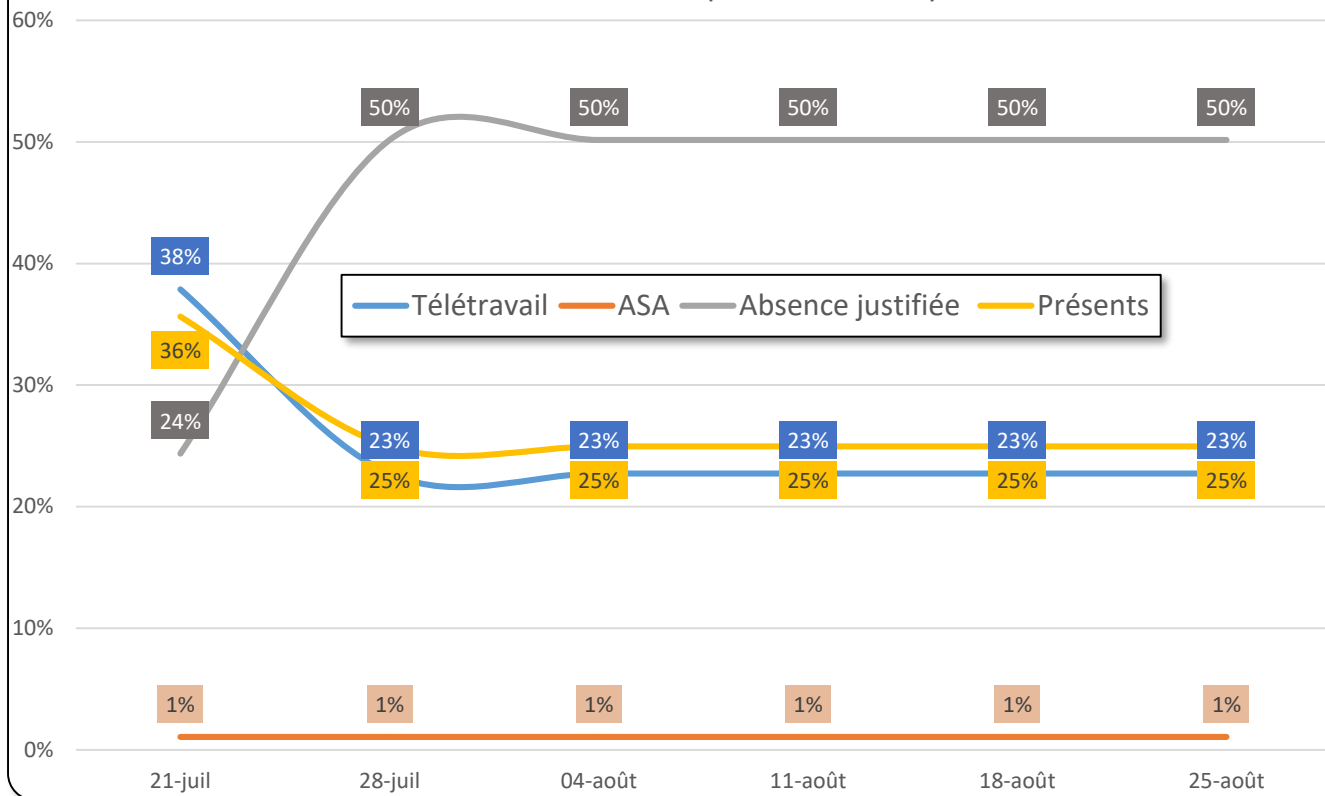 60%
50% 50% 50% 50% 50%
50%
38%
40%
Télétravail ASA Absence justifiée Présents
36%
30%
24%
23% 23% 23% 23% 23%
25% 25% 25% 25% 25%
20%
10%
1% 1% 1% 1% 1% 1%
0%
21-juil 28-juil 04-août 11-août 18-août 25-août